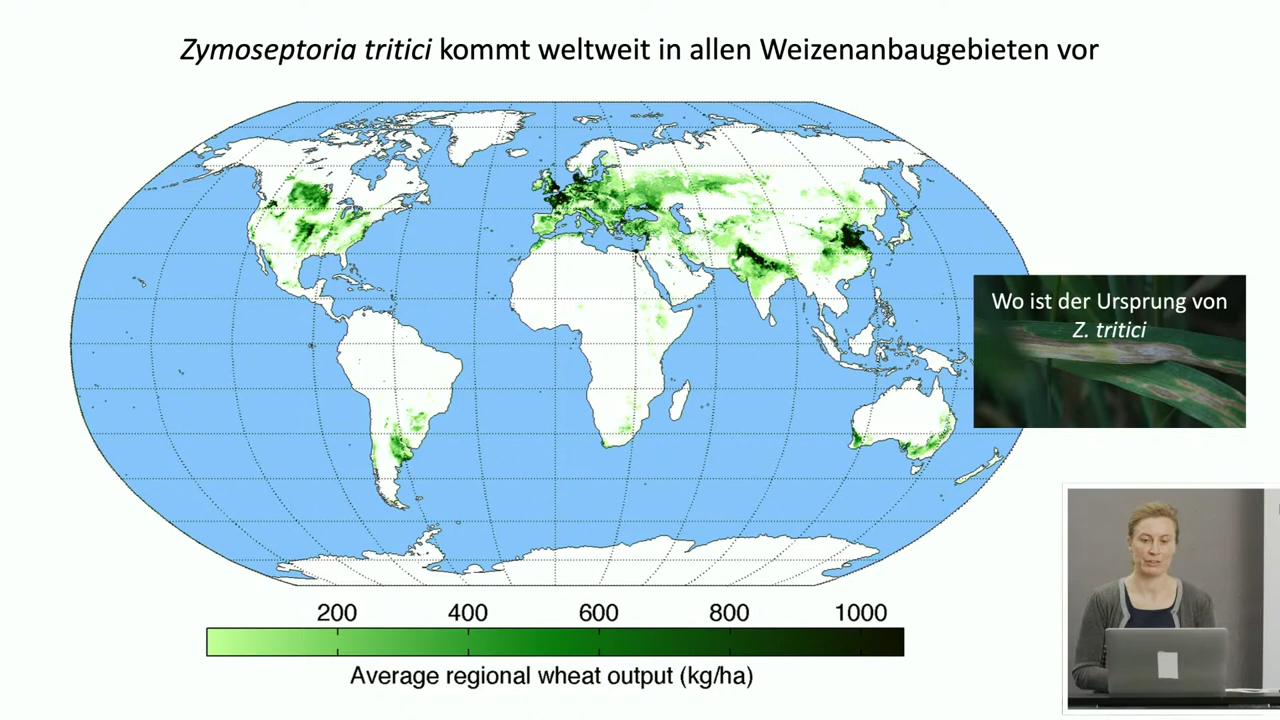 Zymoseptoria tritici kommt weltweit in allen Weizenanbaugebieten vor
Wo ist der Ursprung von
Z. tritici
200 400 600 800 1000
Average regional wheat output (kg/ha)